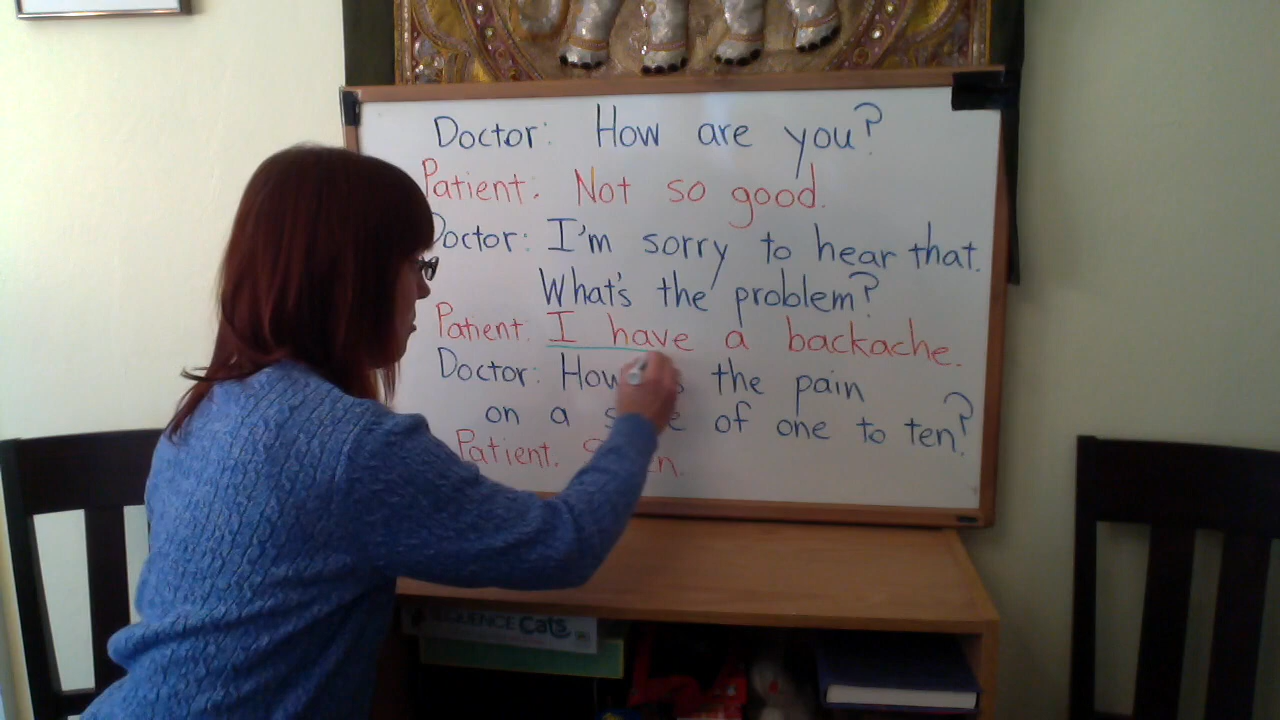 Doctor: How are you?
Patient: Not so good.
Doctor: I'm sorry to hear that.
What's the problem?
Patient: I have a backache.
Doctor: How the pain
on a of one to ten?
Patient.
SEQUENCE Cats